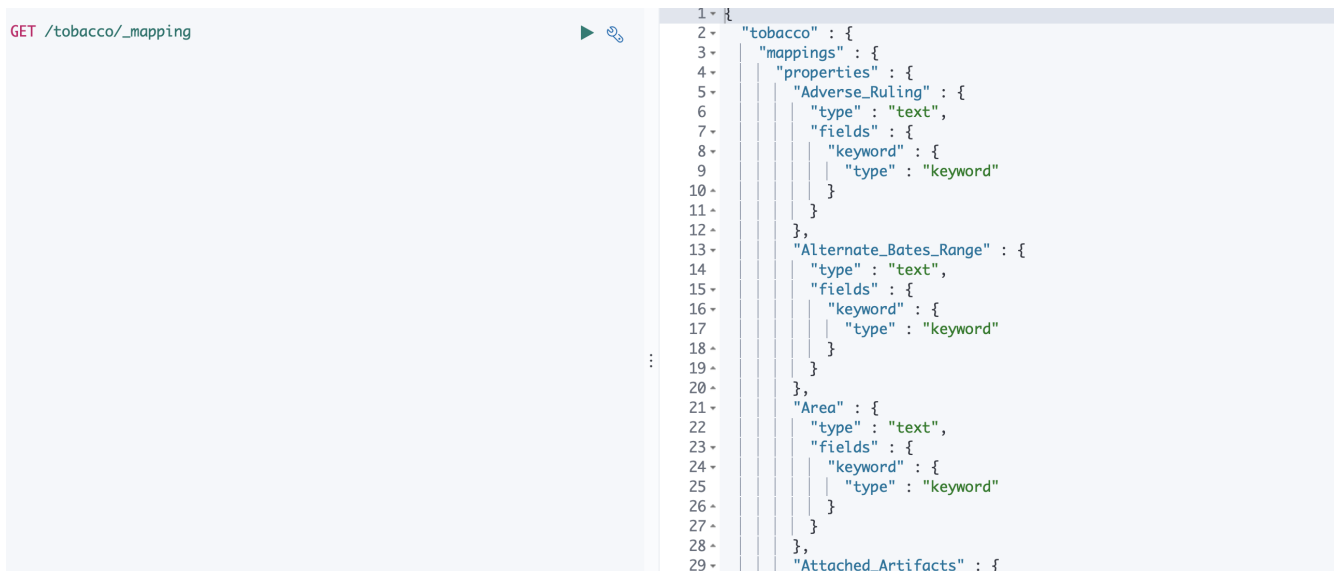 GET /tobacco/_mapping
1 {
2 "tobacco" : {
3 "mappings" : {
4 "properties" : {
5 "Adverse_Ruling" : {
6 "type" : "text",
7 "fields" : {
8 "keyword" : {
9 "type" : "keyword"
10 }
11 }
12 },
13 "Alternate_Bates_Range" : {
14 "type" : "text",
15 "fields" : {
16 "keyword" : {
17 "type" : "keyword"
18 }
19 }
20 },
21 "Area" : {
22 "type" : "text",
23 "fields" : {
24 "keyword" : {
25 "type" : "keyword"
26 }
27 }
28 },
29 "Attached_Artifacts" : {